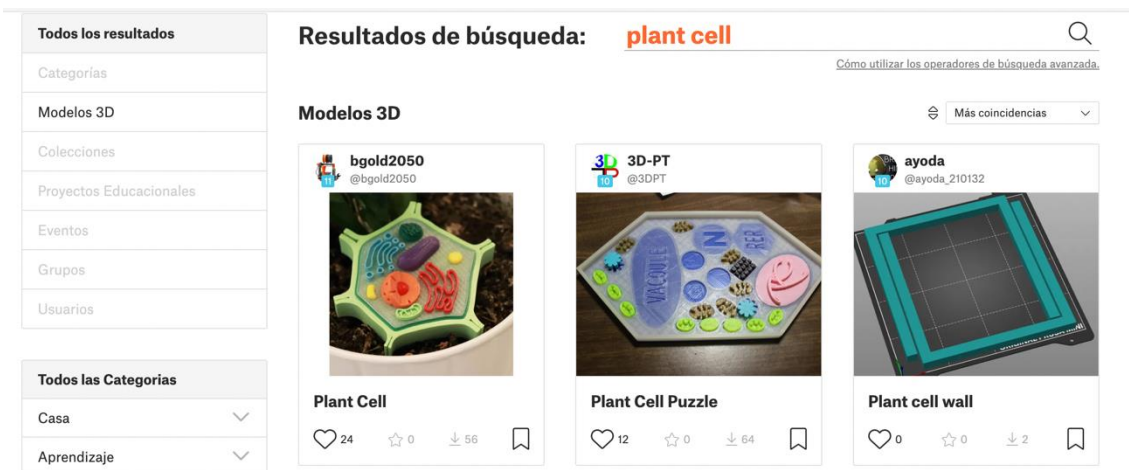 Todos los resultados
Categorías
Modelos 3D
Colecciones
Proyectos Educacionales
Eventos
Grupos
Usuarios
Todos las Categorias
Casa
Aprendizaje
Resultados de búsqueda: plant cell
Cómo utilizar los operadores de búsqueda avanzada.
Modelos 3D
Más coincidencias
bgold2050
@bgold2050
11
Plant Cell
24 0 56
3D-PT
@3DPT
3D
10
VACUOLE
N
RER
Plant Cell Puzzle
12 0 64
ayoda
@ayoda_210132
10
Plant cell wall
0 0 2